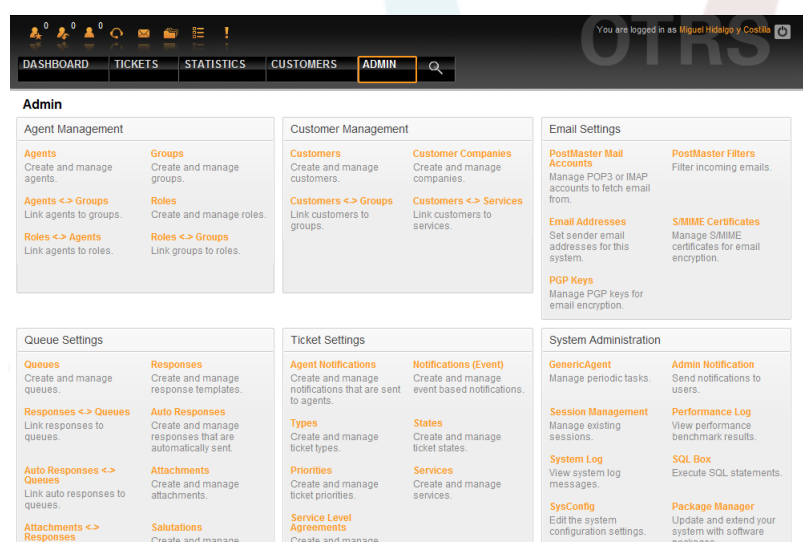 0 0 0
OTRS
You are logged in as Miguel Hidalgo y Costilla
DASHBOARD TICKETS STATISTICS CUSTOMERS ADMIN
Admin
Agent Management
Agents
Create and manage
agents.
Groups
Create and manage
groups.
Agents <-> Groups
Link agents to groups.
Roles
Create and manage roles.
Roles <-> Agents
Link agents to roles.
Roles <-> Groups
Link groups to roles.
Customer Management
Customers
Create and manage
customers.
Customer Companies
Create and manage
companies.
Customers <-> Groups
Link customers to
groups.
Customers <-> Services
Link customers to
services.
Email Settings
PostMaster Mail
Accounts
Manage POP3 or IMAP
accounts to fetch email
from.
PostMaster Filters
Filter incoming emails.
Email Addresses
Set sender email
addresses for this
system.
S/MIME Certificates
Manage S/MIME
certificates for email
encryption.
PGP Keys
Manage PGP keys for
email encryption.
Queue Settings
Queues
Create and manage
queues.
Responses
Create and manage
response templates.
Responses <-> Queues
Link responses to
queues.
Auto Responses
Create and manage
responses that are
automatically sent.
Auto Responses <->
Queues
Link auto responses to
queues.
Attachments
Create and manage
attachments.
Attachments <->
Responses
Salutations
Create and manage
Ticket Settings
Agent Notifications
Create and manage
notifications that are sent
to agents.
Notifications (Event)
Create and manage
event based notifications.
Types
Create and manage
ticket types.
States
Create and manage
ticket states.
Priorities
Create and manage
ticket priorities.
Services
Create and manage
services.
Service Level
Agreements
Create and manage
System Administration
GenericAgent
Manage periodic tasks.
Admin Notification
Send notifications to
users.
Session Management
Manage existing
sessions.
Performance Log
View performance
benchmark results.
System Log
View system log
messages.
SQL Box
Execute SQL statements.
SysConfig
Edit the system
configuration settings.
Package Manager
Update and extend your
system with software
packages.